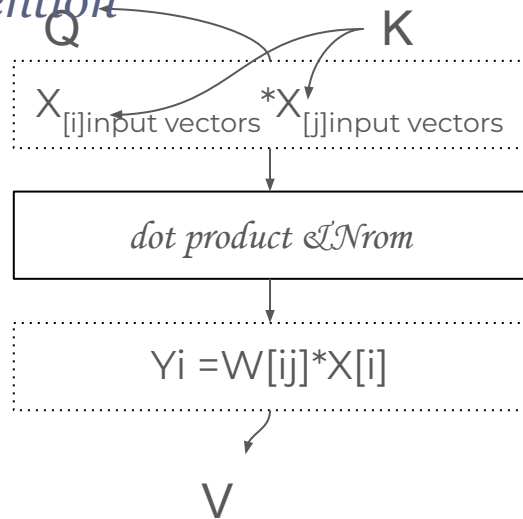 Q K
X[i]input vectors *X[j]input vectors
dot product &Nrom
Yi =W[ij]*X[i]
V